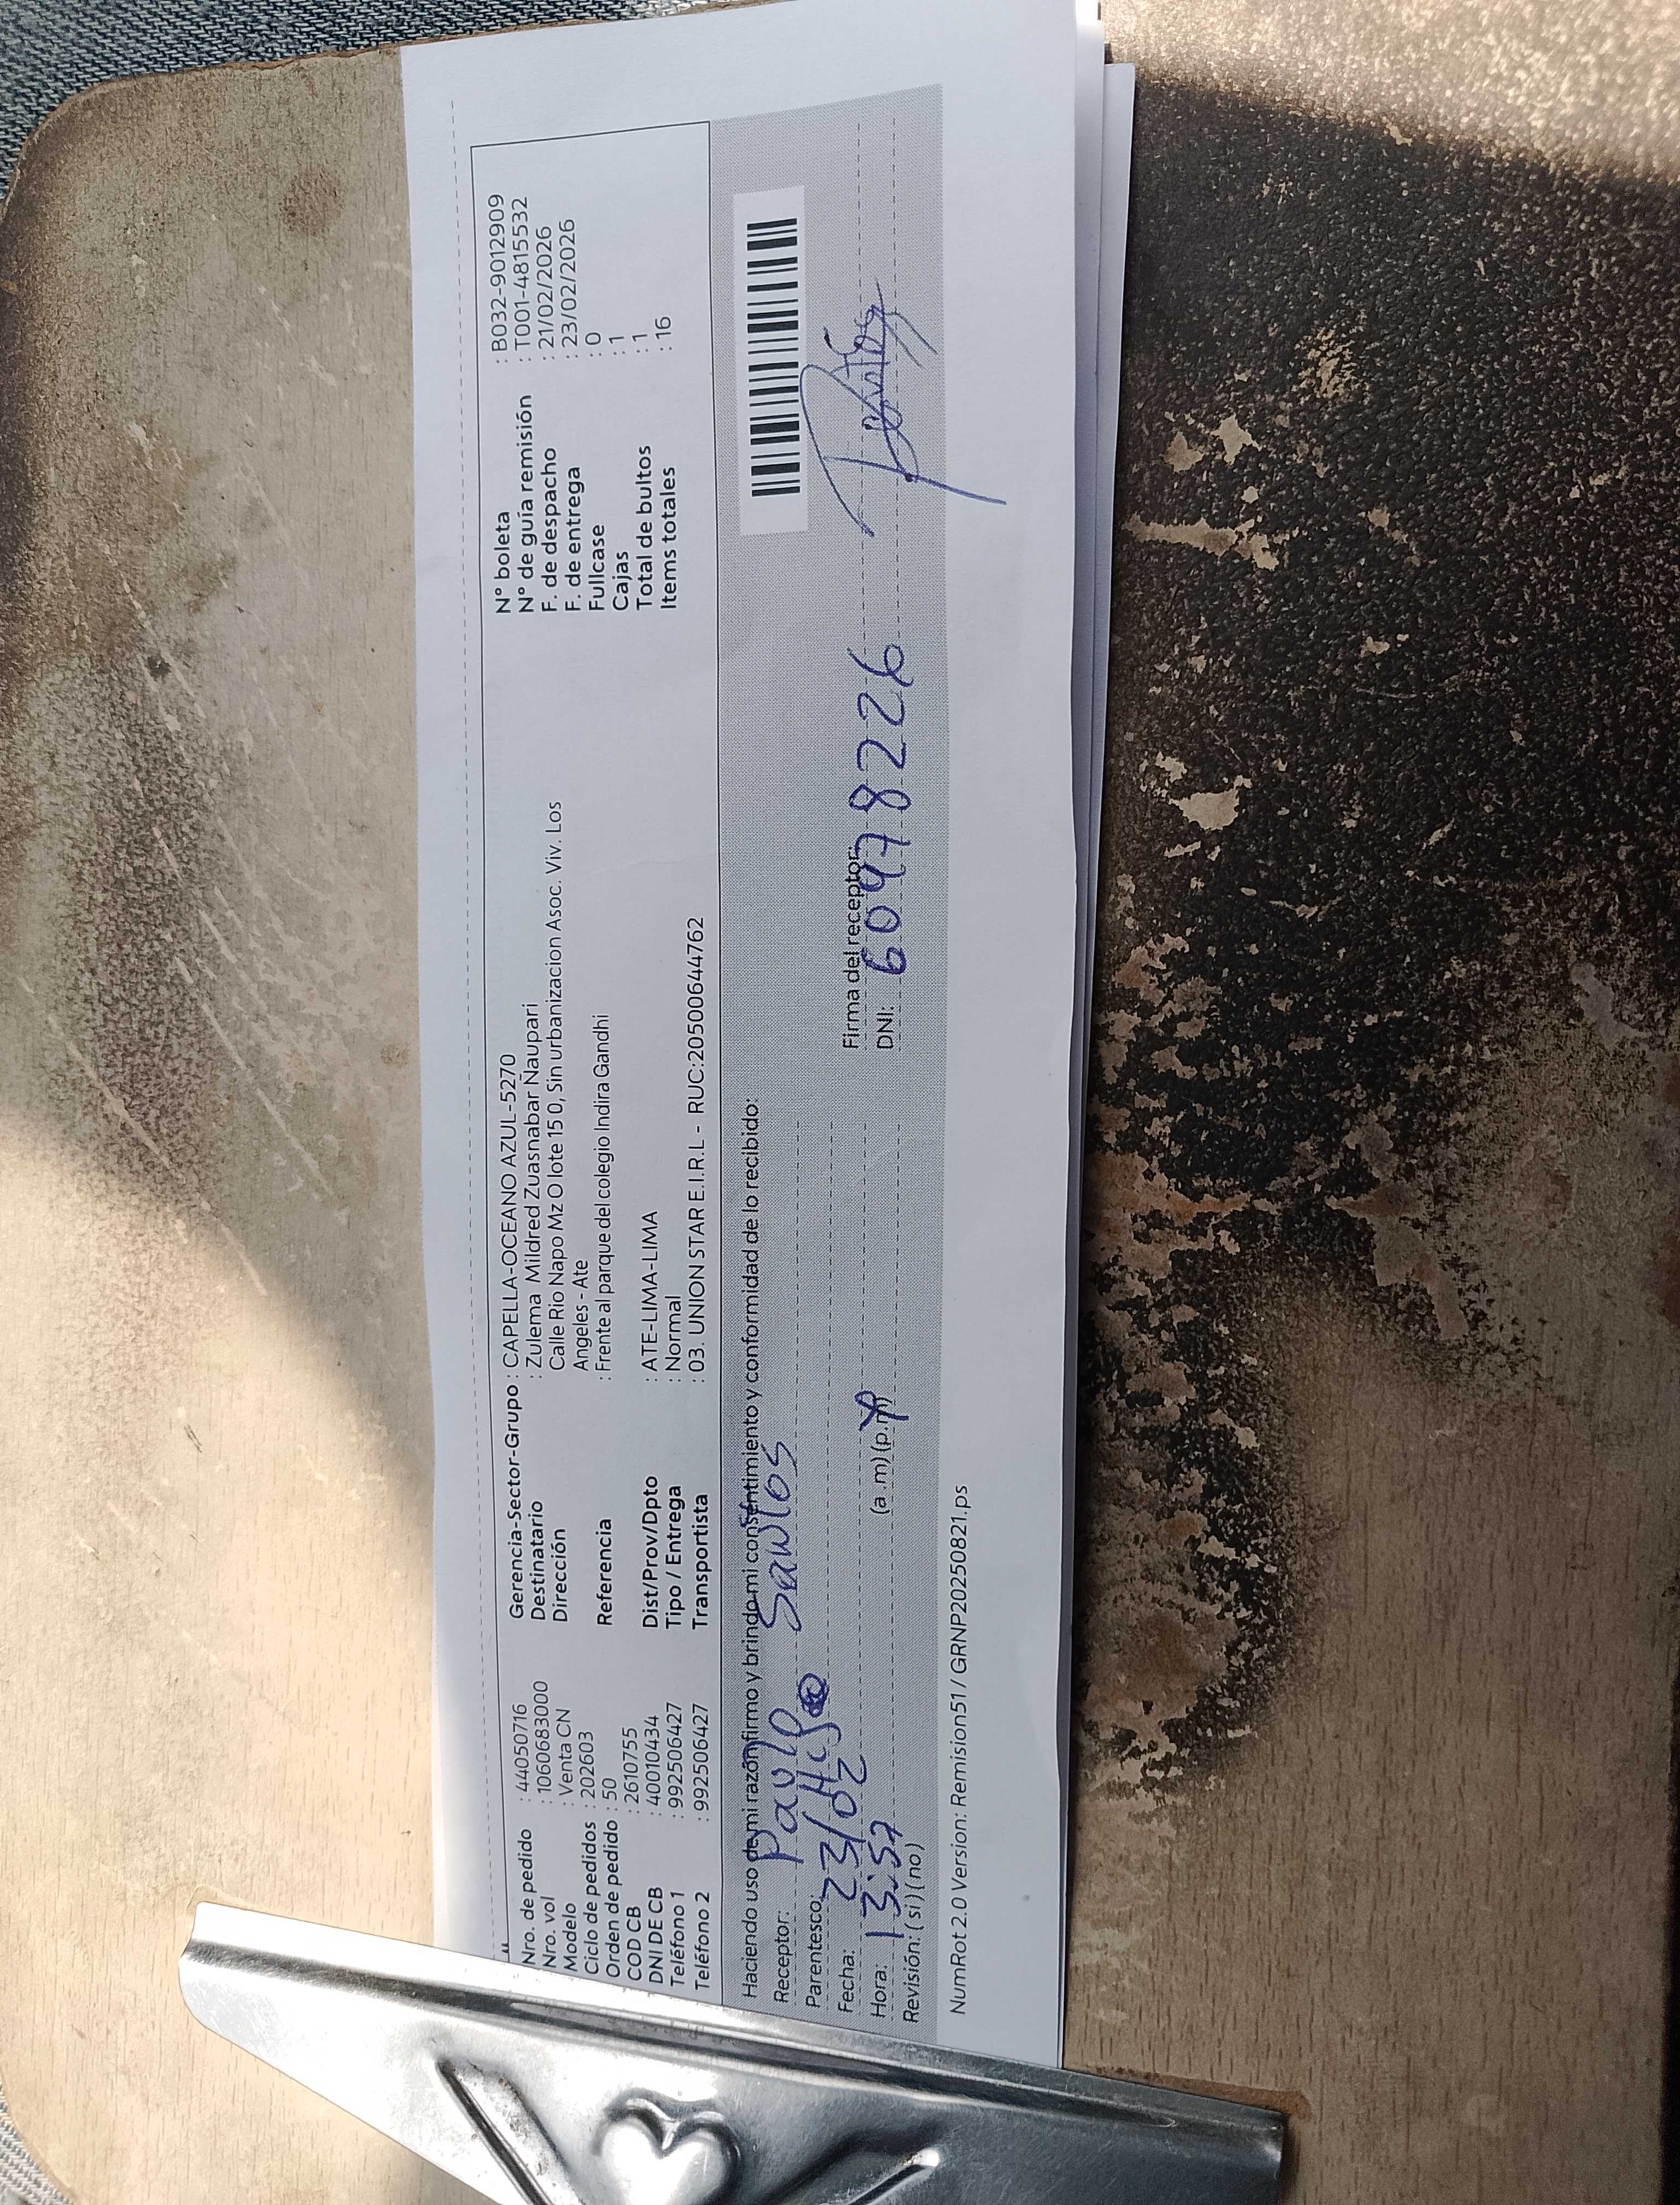 Nro. de pedido : 44050716 Gerencia-Sector-Grupo : CAPELLA-OCEANO AZUL-5270 N° boleta : B032-9012909
Nro. vol : 1060683000 Destinatario : Zulema Mildred Zuasnabar Ñaupari N° de guía remisión : T001-4815532
Modelo : Venta CN Dirección Calle Rio Napo Mz O lote 15 0, Sin urbanizacion Asoc. Viv. Los F. de despacho : 21/02/2026
Ciclo de pedidos : 202603 Angeles - Ate F. de entrega : 23/02/2026
Orden de pedido : 50 Referencia : Frente al parque del colegio Indira Gandhi Fullcase : 0
COD CB : 2610755 Cajas : 1
DNI DE CB : 40010434 Dist/Prov/Dpto : ATE-LIMA-LIMA Total de bultos : 1
Teléfono 1 : 992506427 Tipo / Entrega : Normal Items totales : 16
Teléfono 2 : 992506427 Transportista : 03. UNION STAR E.I.R.L - RUC:20500644762
Haciendo uso de mi razón firmo y brindo mi consentimiento y conformidad de lo recibido:
Receptor: Paulo Santos
Parentesco:
Fecha: 23/02 Firma del receptor:
Hora: 13:57 (a m) (p.m) DNI: 60978226
Revisión: ( si ) ( no )
NumRot 2.0 Version: Remision51 / GRNP20250821.ps